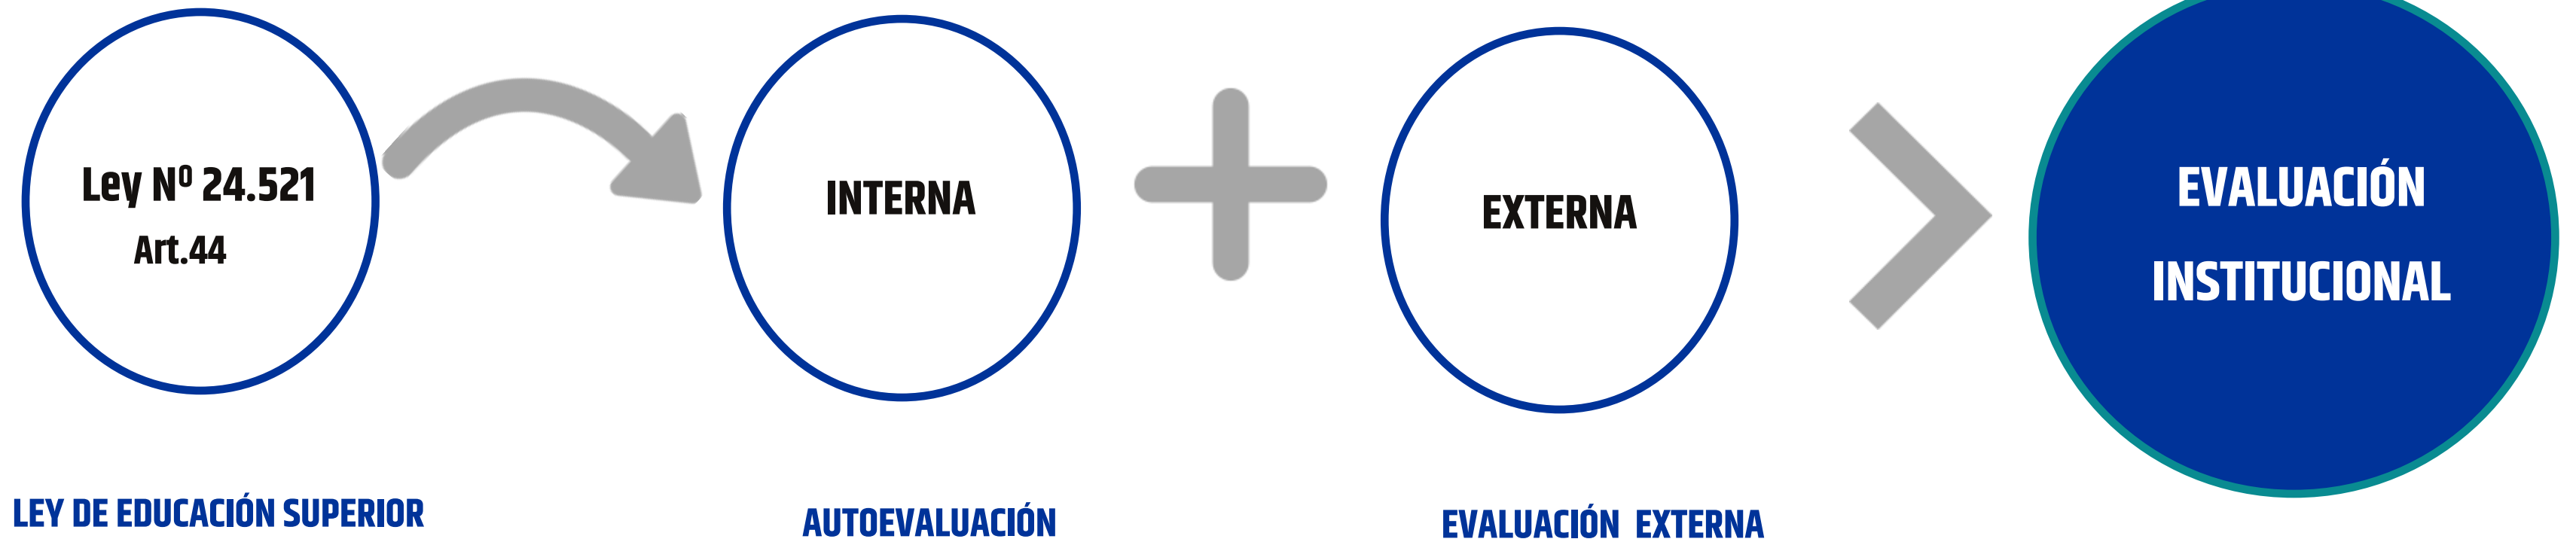 Ley Nº 24.521
Art.44
LEY DE EDUCACIÓN SUPERIOR
INTERNA
AUTOEVALUACIÓN
EXTERNA
EVALUACIÓN EXTERNA
EVALUACIÓN
INSTITUCIONAL